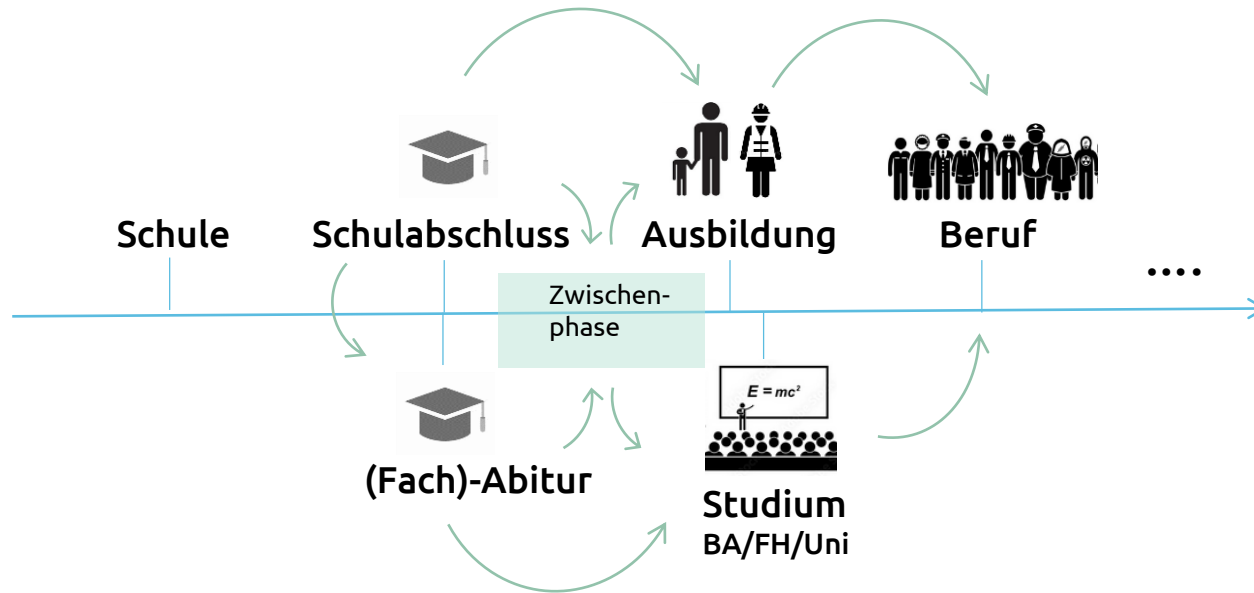 Schule
Schulabschluss
Ausbildung
Beruf
....
Zwischen-
phase
E = mc²
(Fach)-Abitur
Studium
BA/FH/Uni